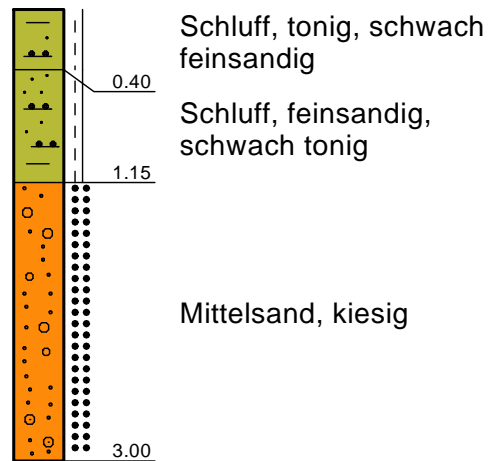 Schluff, tonig, schwach
feinsandig
0.40
Schluff, feinsandig,
schwach tonig
1.15
Mittelsand, kiesig
3.00